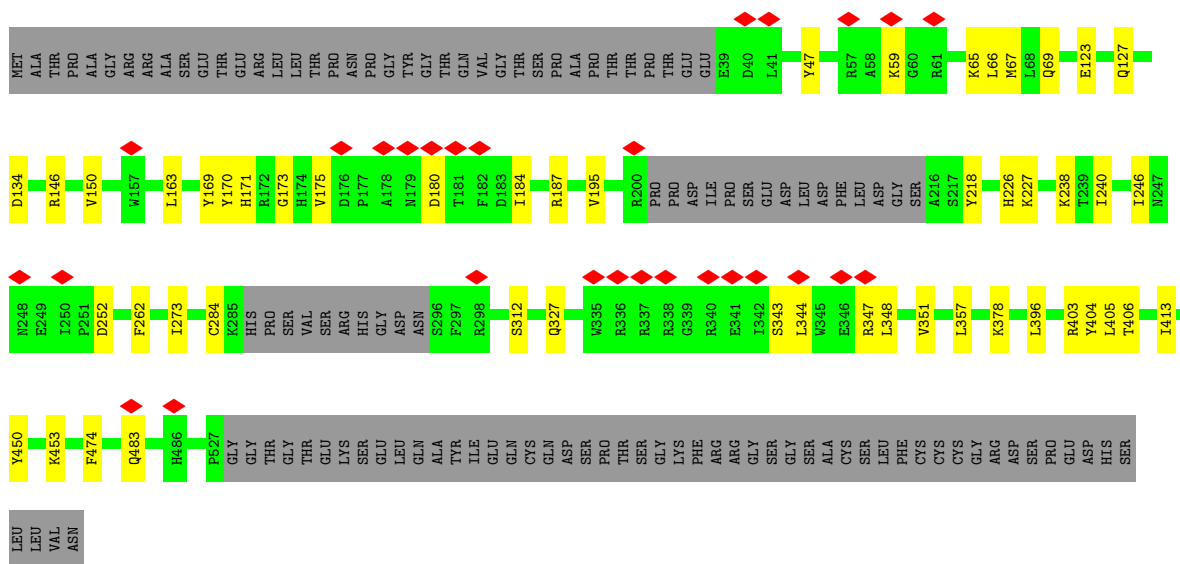 MET ALA THR PRO ALA GLY ARG ARG ALA SER GLU THR GLU ARG LEU LEU THR PRO ASN PRO GLY TYR GLY THR GLN VAL GLY THR SER PRO ALA PRO THR THR PRO THR GLU GLU E39 D40 L41 Y47 R57 A58 K59 G60 R61 K65 L66 M67 L68 Q69 E123 Q127
D134 R146 V150 W157 L163 Y169 Y170 H171 R172 G173 H174 V175 D176 P177 A178 N179 D180 T181 F182 D183 I184 R187 V195 R200 PRO PRO ASP ILE PRO SER GLU ASP LEU ASP PHE LEU ASP GLY SER A216 S217 Y218 H226 K227 K238 T239 I240 I246 N247
N248 E249 I250 P251 D252 F262 I273 C284 K285 HIS PRO SER VAL SER ARG HIS GLY ASP ASN S296 F297 R298 S312 Q327 W335 R336 R337 R338 G339 R340 E341 I342 S343 L344 W345 E346 R347 L348 V351 L357 K378 L396 R403 Y404 L405 T406 I413
Y450 K453 F474 Q483 H486 P527 GLY GLY THR GLY THR GLU LYS SER GLU LEU GLN ALA TYR ILE GLU GLN CYS GLN ASP SER PRO THR SER GLY LYS PHE ARG ARG GLY SER GLY SER ALA CYS SER LEU PHE CYS CYS CYS GLY ARG ASP SER PRO GLU ASP HIS SER
LEU LEU VAL ASN